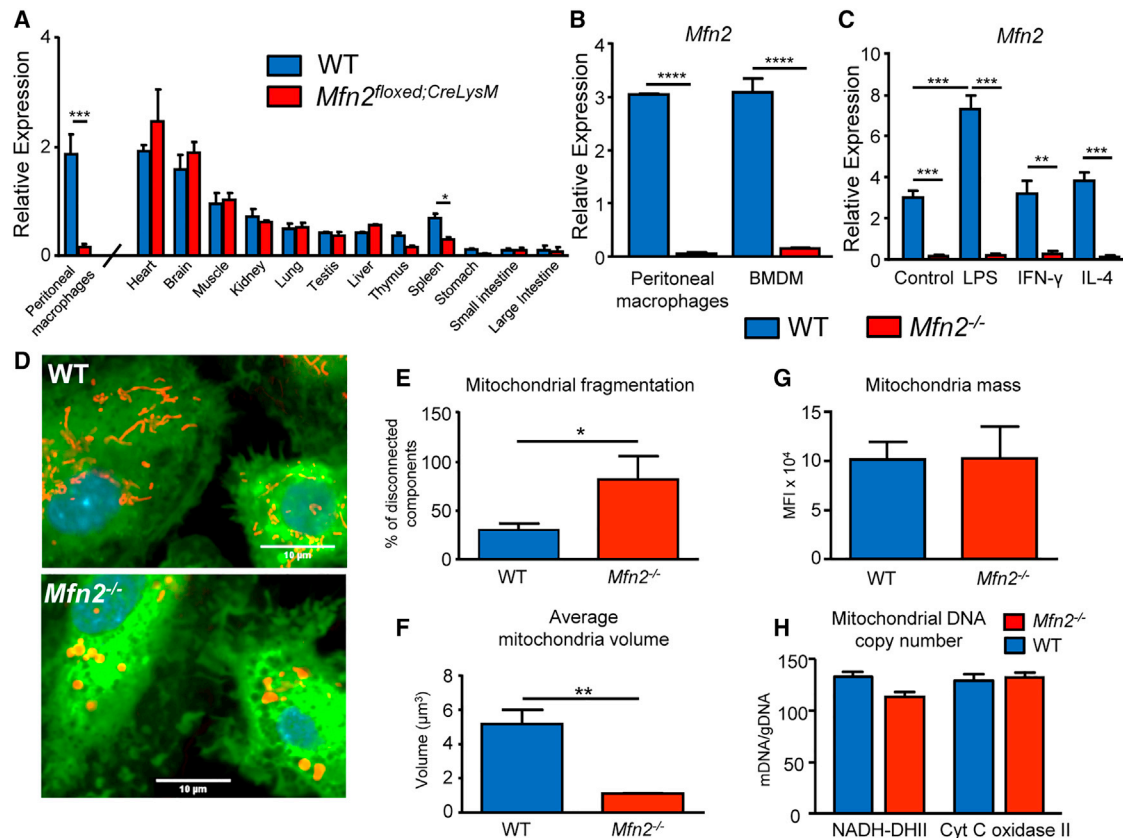 A
Relative Expression
2
1
0
***
*
WT
Mfn2floxed;CreLysM
Peritoneal
macrophages
Heart
Brain
Muscle
Kidney
Lung
Testis
Liver
Thymus
Spleen
Stomach
Small intestine
Large Intestine
B
Mfn2
Relative Expression
4
3
2
1
0
****
****
Peritoneal
macrophages
BMDM
C
Mfn2
Relative Expression
10
8
6
4
2
0
***
***
***
**
***
Control
LPS
IFN-γ
IL-4
WT
Mfn2-/-
D
WT
10 µm
Mfn2-/-
10 µm
E
Mitochondrial fragmentation
% of disconnected
components
150
100
50
0
*
WT
Mfn2-/-
F
Average
mitochondria volume
Volume (µm³)
8
6
4
2
0
**
WT
Mfn2-/-
G
Mitochondria mass
MFI x 10⁴
15
10
5
0
WT
Mfn2-/-
H
Mitochondrial DNA
copy number
Mfn2-/-
WT
mDNA/gDNA
150
100
50
0
NADH-DHII
Cyt C oxidase II